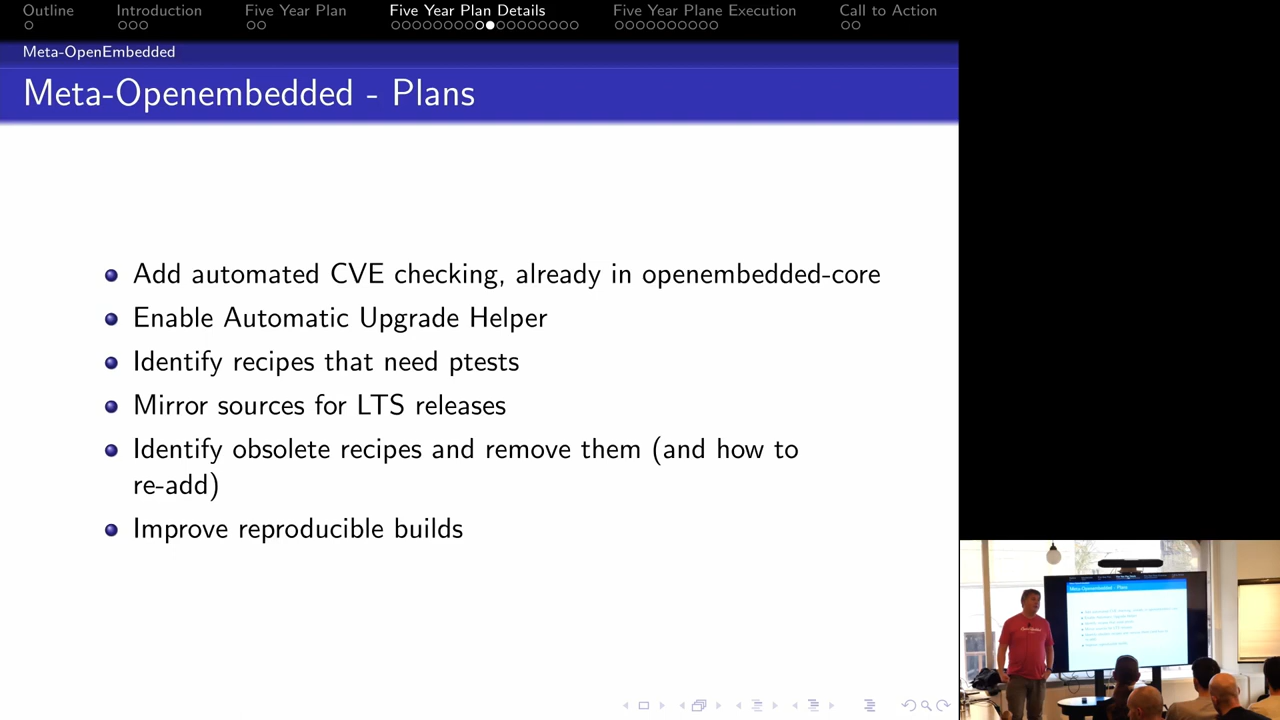 Outline Introduction Five Year Plan Five Year Plan Details Five Year Plane Execution Call to Action
Meta-OpenEmbedded
Meta-Openembedded - Plans
Add automated CVE checking, already in openembedded-core
Enable Automatic Upgrade Helper
Identify recipes that need ptests
Mirror sources for LTS releases
Identify obsolete recipes and remove them (and how to
re-add)
Improve reproducible builds
Meta-Openembedded - Plans